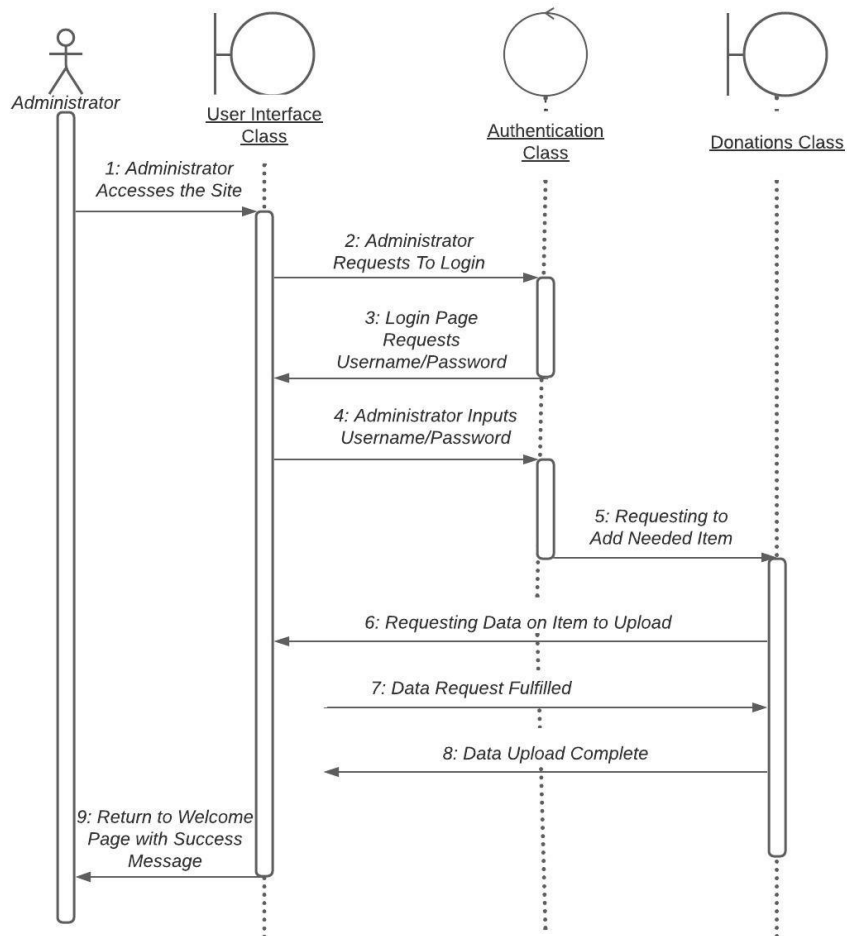 Administrator
User Interface
Class
Authentication
Class
Donations Class
1: Administrator
Accesses the Site
2: Administrator
Requests To Login
3: Login Page
Requests
Username/Password
4: Administrator Inputs
Username/Password
5: Requesting to
Add Needed Item
6: Requesting Data on Item to Upload
7: Data Request Fulfilled
8: Data Upload Complete
9: Return to Welcome
Page with Success
Message